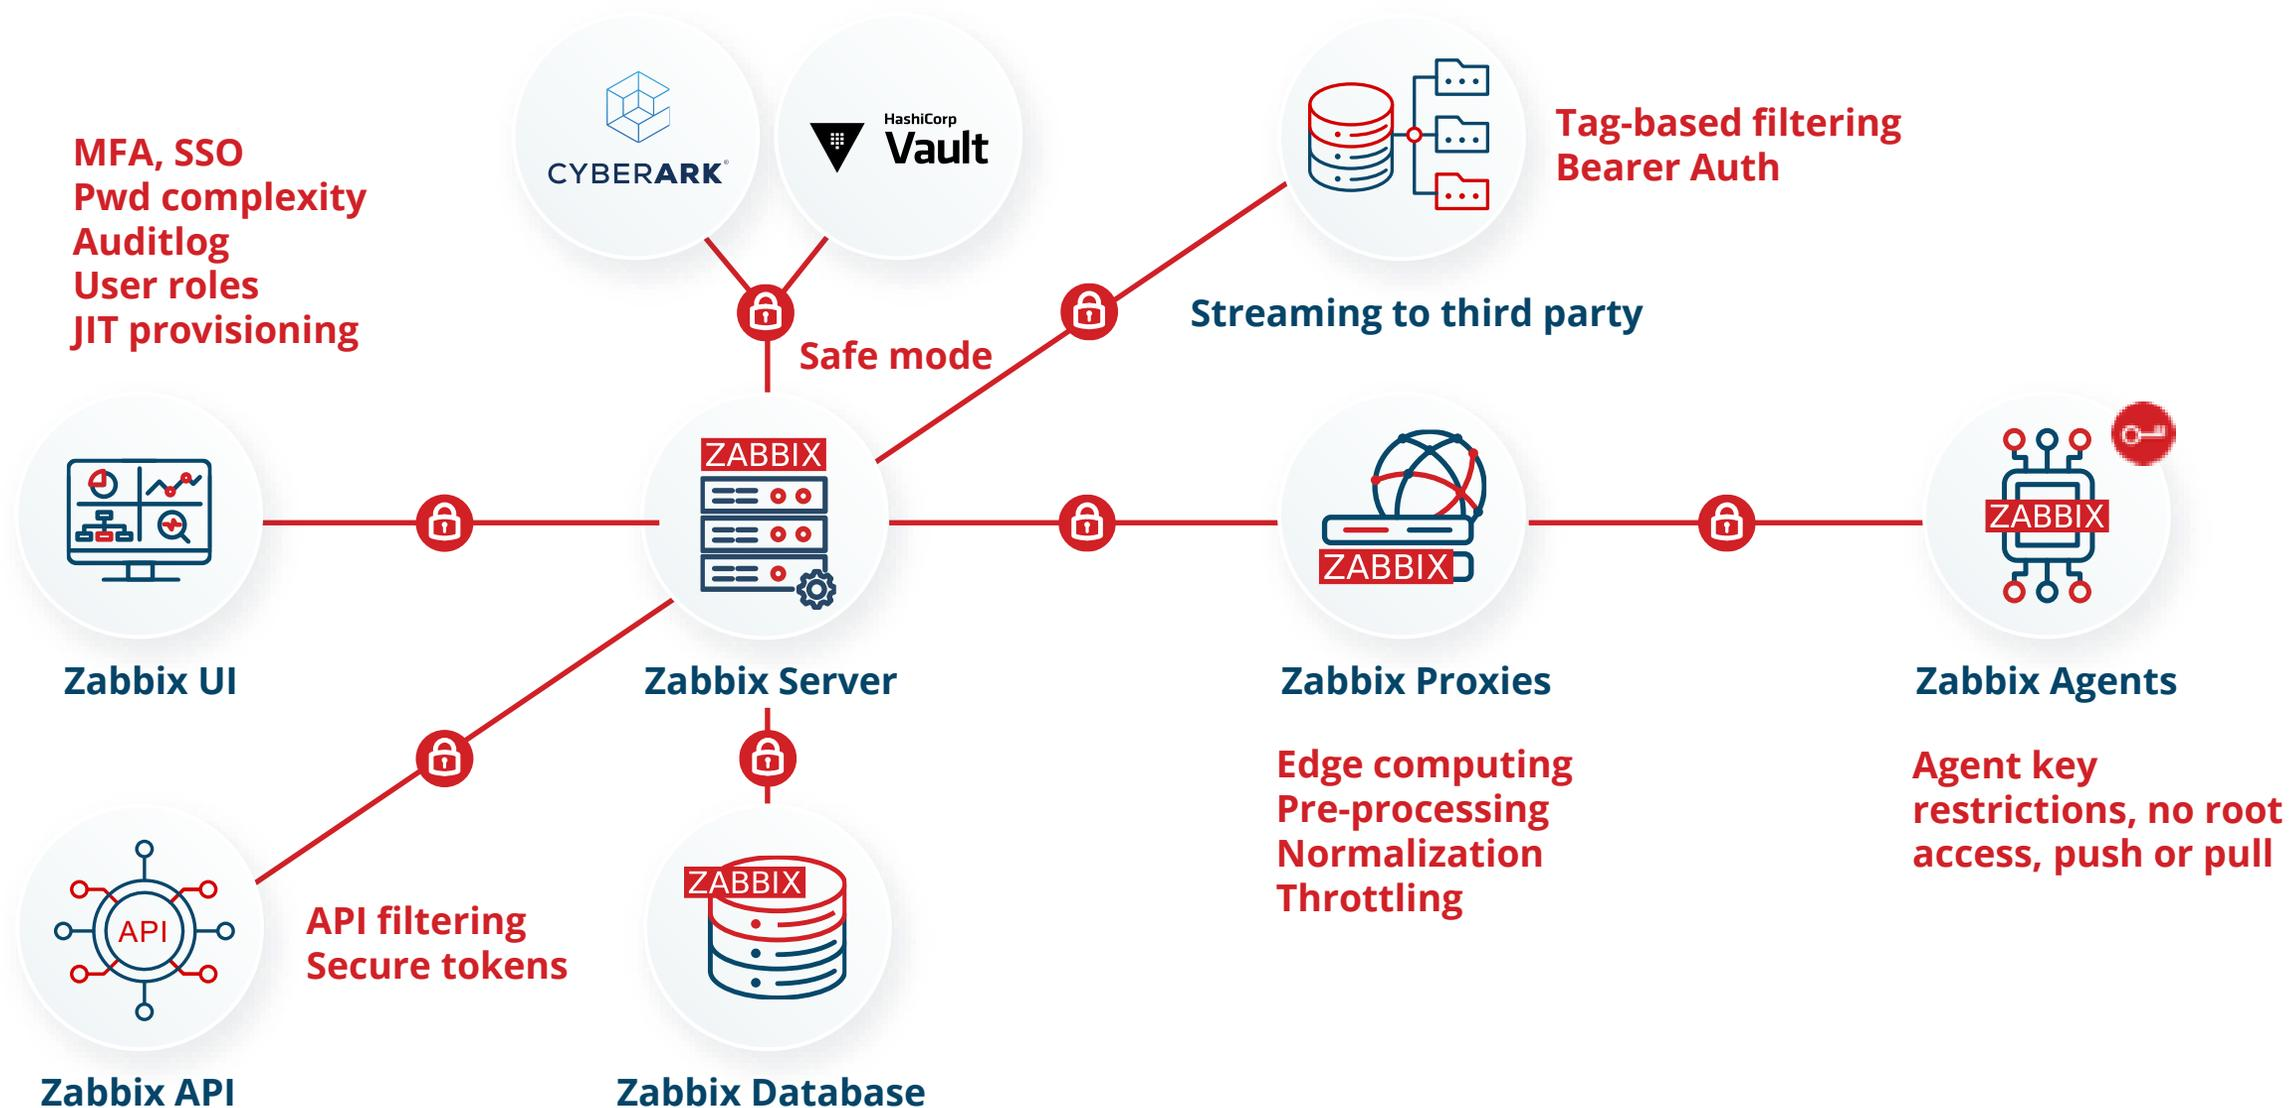 CYBERARK®
HashiCorp
Vault
MFA, SSO
Pwd complexity
Auditlog
User roles
JIT provisioning
Tag-based filtering
Bearer Auth
Streaming to third party
Safe mode
ZABBIX
ZABBIX
ZABBIX
Zabbix UI
Zabbix Server
Zabbix Proxies
Zabbix Agents
Edge computing
Pre-processing
Normalization
Throttling
Agent key
restrictions, no root
access, push or pull
API
API filtering
Secure tokens
ZABBIX
Zabbix API
Zabbix Database